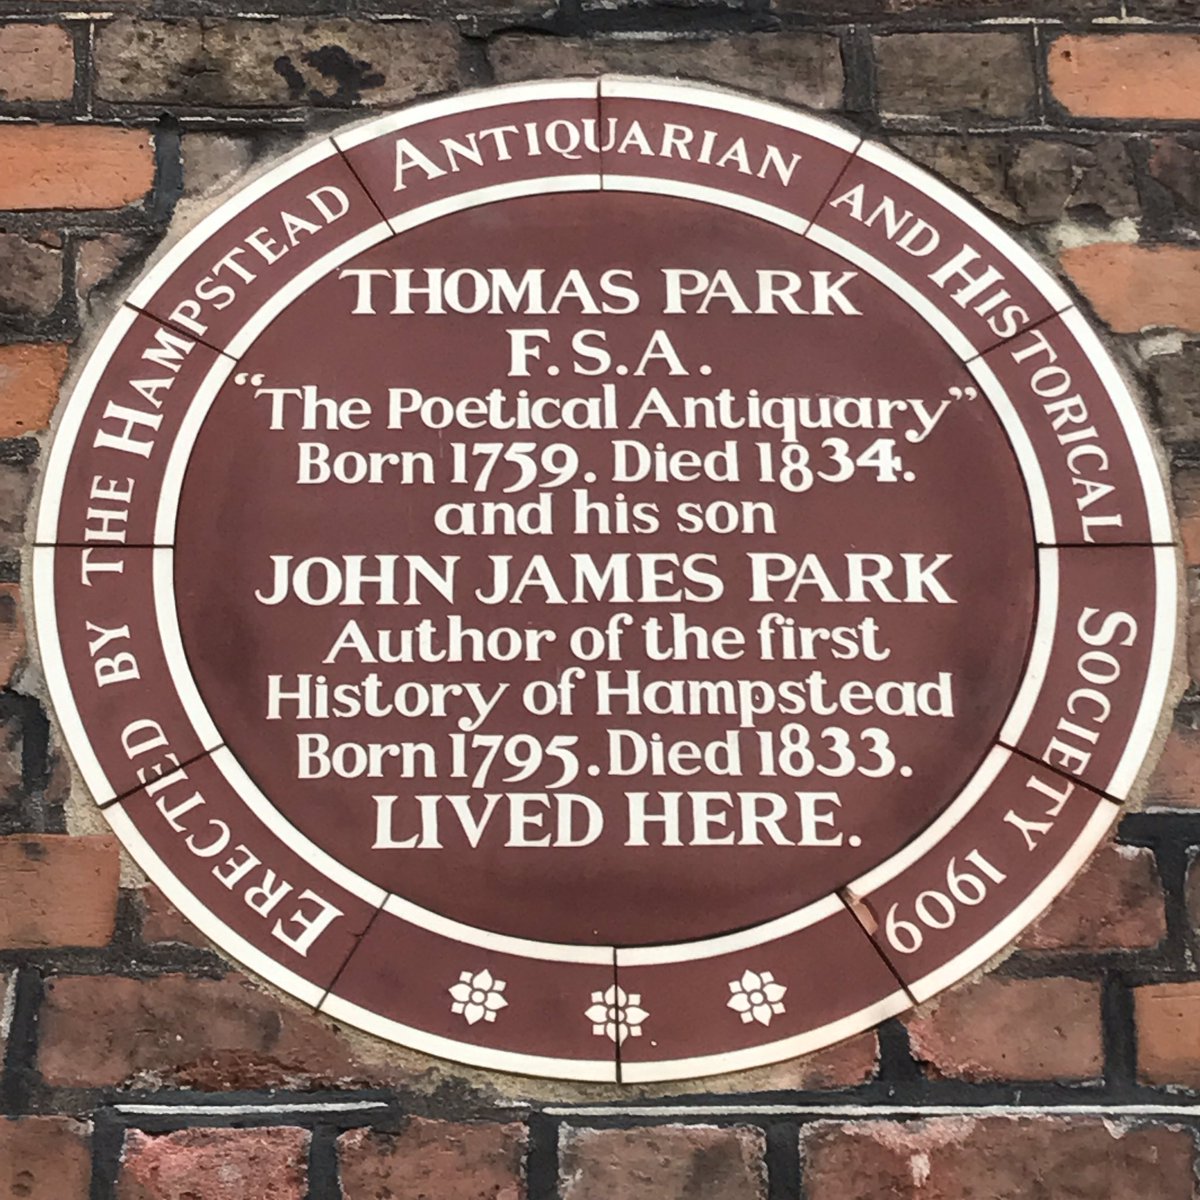 THOMAS PARK
F.S.A.
"The Poetical Antiquary"
Born 1759. Died 1834.
and his son
JOHN JAMES PARK
Author of the first
History of Hampstead
Born 1795. Died 1833.
LIVED HERE.
ERECTED BY THE HAMPSTEAD ANTIQUARIAN AND HISTORICAL SOCIETY 1909